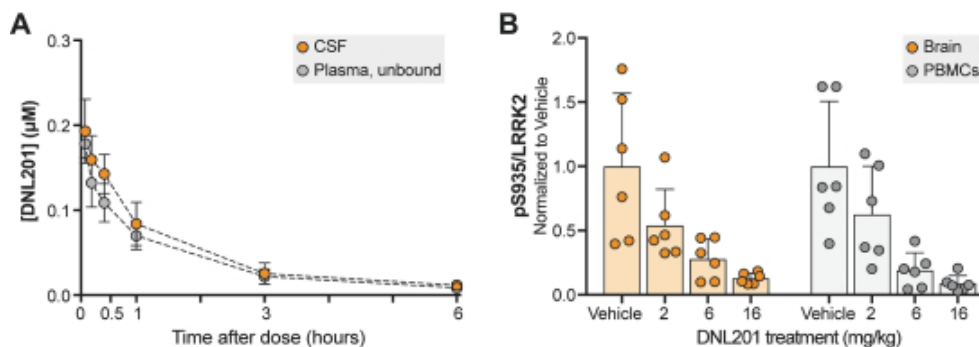 A
CSF
Plasma, unbound
[DNL201] (µM)
0.3
0.2
0.1
0.0
0 0.5 1 3 6
Time after dose (hours)
B
Brain
PBMCs
pS935/LRRK2
Normalized to Vehicle
2.0
1.5
1.0
0.5
0.0
Vehicle 2 6 16 Vehicle 2 6 16
DNL201 treatment (mg/kg)